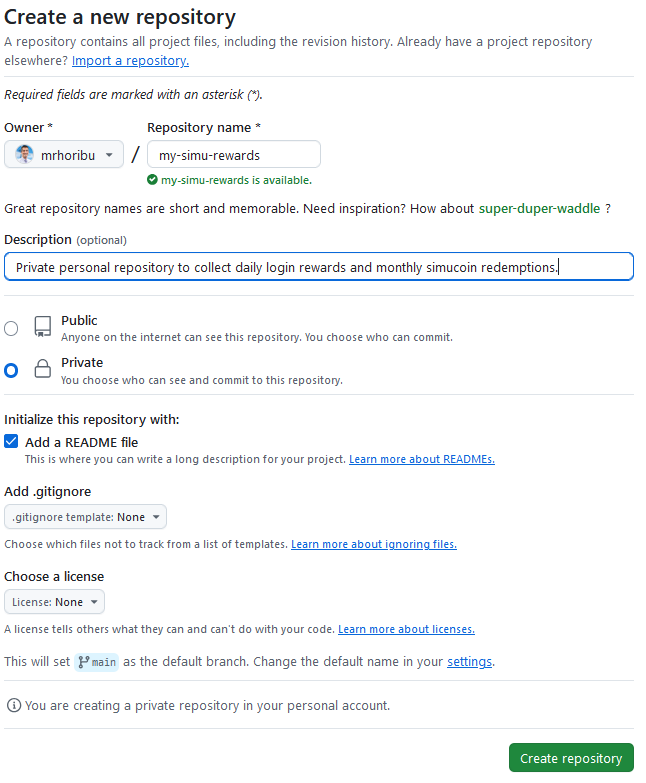 Create a new repository
A repository contains all project files, including the revision history. Already have a project repository
elsewhere? Import a repository.
Required fields are marked with an asterisk (*).
Owner * Repository name *
mrhoribu / my-simu-rewards
my-simu-rewards is available.
Great repository names are short and memorable. Need inspiration? How about super-duper-waddle ?
Description (optional)
Private personal repository to collect daily login rewards and monthly simucoin redemptions.
Public
Anyone on the internet can see this repository. You choose who can commit.
Private
You choose who can see and commit to this repository.
Initialize this repository with:
Add a README file
This is where you can write a long description for your project. Learn more about READMEs.
Add .gitignore
.gitignore template: None
Choose which files not to track from a list of templates. Learn more about ignoring files.
Choose a license
License: None
A license tells others what they can and can't do with your code. Learn more about licenses.
This will set main as the default branch. Change the default name in your settings.
You are creating a private repository in your personal account.
Create repository